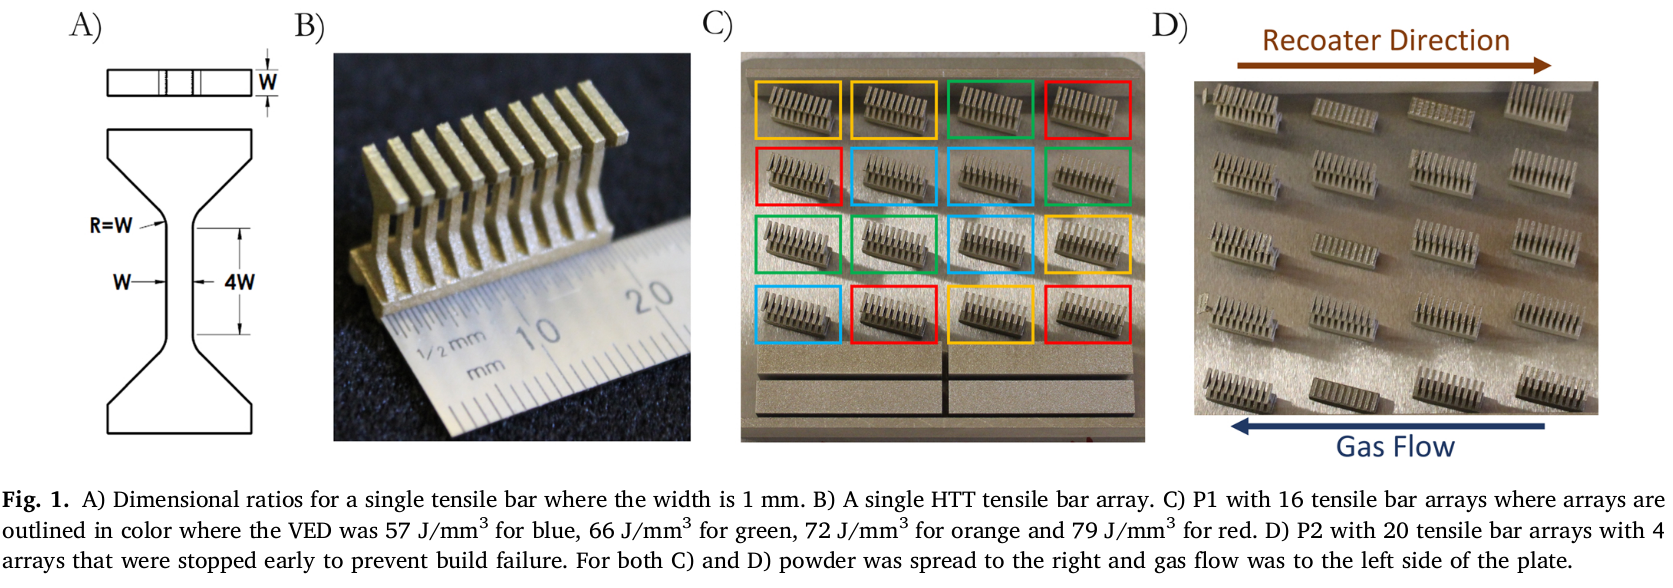 A)
B)
C)
D)
W
R=W
W
4W
1/2 mm
mm
10
20
Recoater Direction
Gas Flow
Fig. 1. A) Dimensional ratios for a single tensile bar where the width is 1 mm. B) A single HTT tensile bar array. C) P1 with 16 tensile bar arrays where arrays are
outlined in color where the VED was 57 J/mm³ for blue, 66 J/mm³ for green, 72 J/mm³ for orange and 79 J/mm³ for red. D) P2 with 20 tensile bar arrays with 4
arrays that were stopped early to prevent build failure. For both C) and D) powder was spread to the right and gas flow was to the left side of the plate.